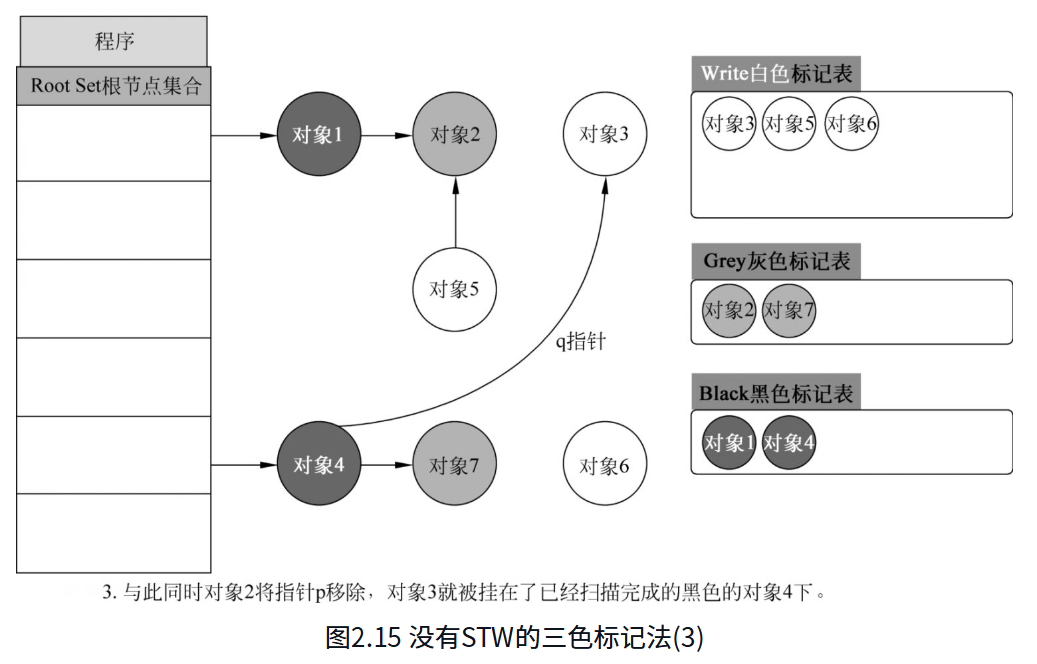 程序
Root Set根节点集合
对象1
对象2
对象3
对象5
q指针
对象4
对象7
对象6
Write白色标记表
对象3 对象5 对象6
Grey灰色标记表
对象2 对象7
Black黑色标记表
对象1 对象4
3. 与此同时对象2将指针p移除，对象3就被挂在了已经扫描完成的黑色的对象4下。
图2.15 没有STW的三色标记法(3)